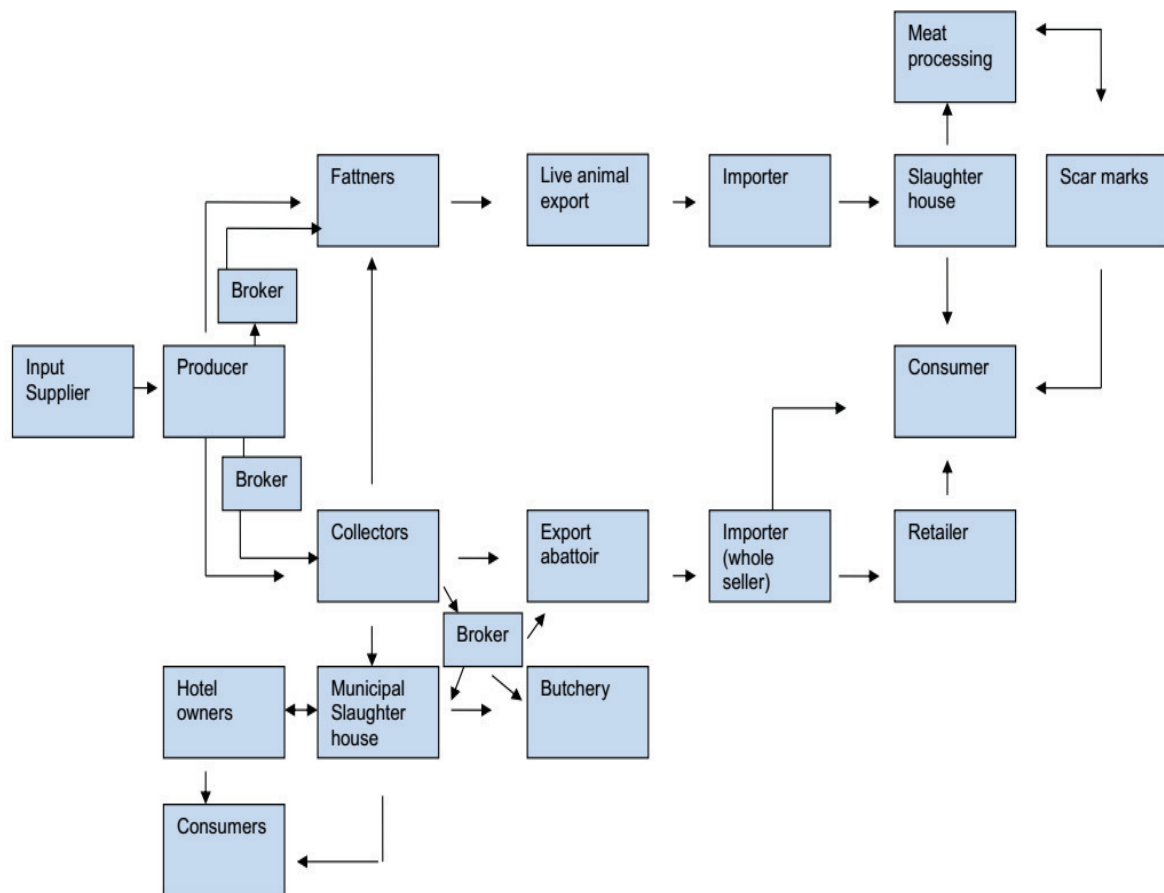 Meat
processing
Fattners
Live animal
export
Importer
Slaughter
house
Scar marks
Broker
Input
Supplier
Producer
Consumer
Broker
Collectors
Export
abattoir
Importer
(whole
seller)
Retailer
Broker
Hotel
owners
Municipal
Slaughter
house
Butchery
Consumers